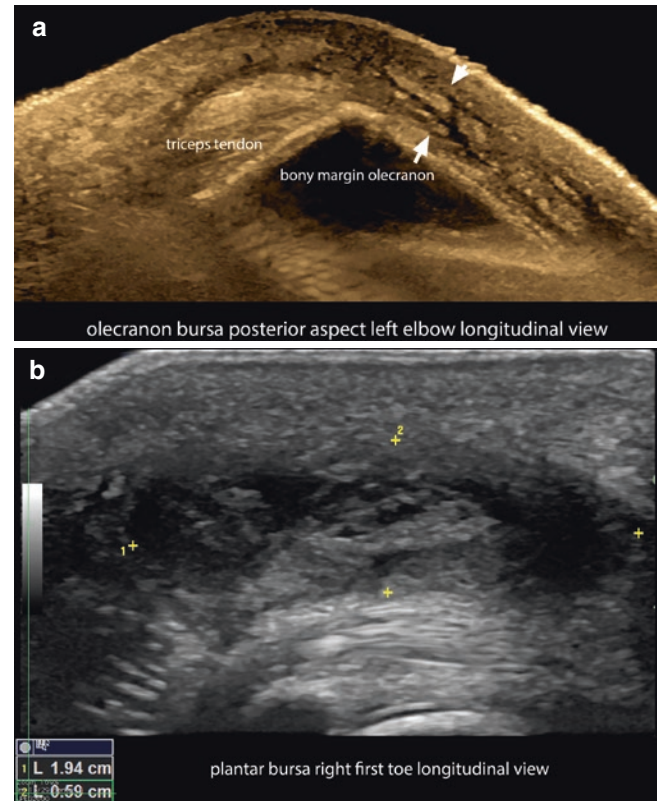 a
triceps tendon
bony margin olecranon
olecranon bursa posterior aspect left elbow longitudinal view
b
2
1
1 L 1.94 cm
2 L 0.59 cm
plantar bursa right first toe longitudinal view